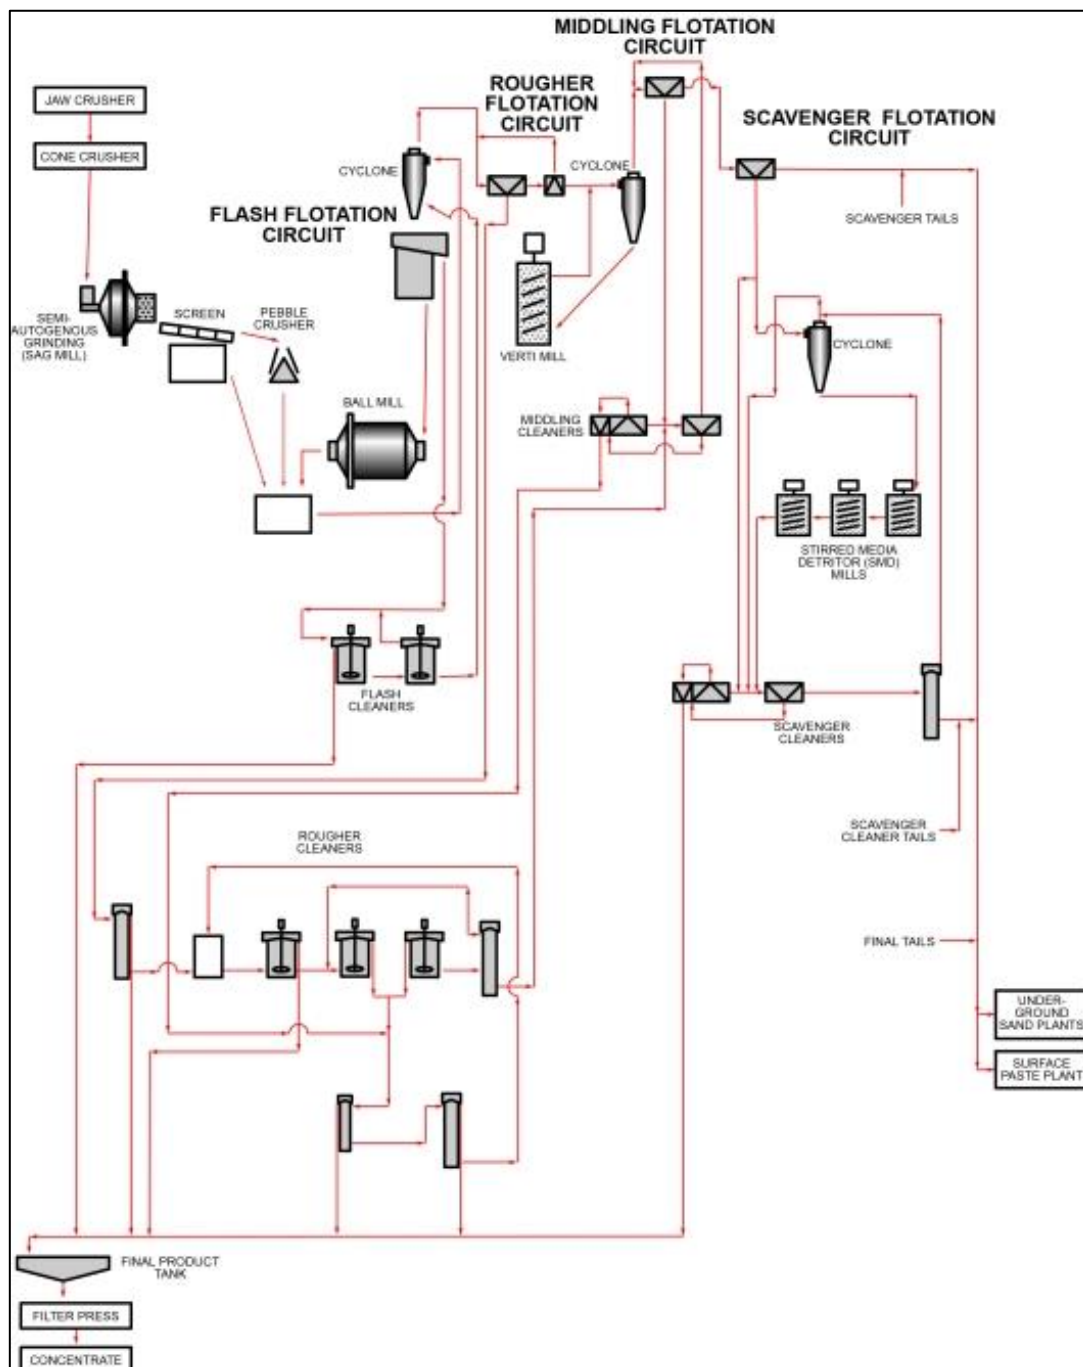 MIDDLING FLOTATION
CIRCUIT
ROUGHER
FLOTATION
CIRCUIT
SCAVENGER FLOTATION
CIRCUIT
JAW CRUSHER
CONE CRUSHER
CYCLONE
CYCLONE
FLASH FLOTATION
CIRCUIT
SCAVENGER TAILS
SEMI-
AUTOGENOUS
GRINDING
(SAG MILL)
SCREEN
PEBBLE
CRUSHER
VERTI MILL
CYCLONE
BALL MILL
MIDDLING
CLEANERS
STIRRED MEDIA
DETRITOR (SMD)
MILLS
FLASH
CLEANERS
SCAVENGER
CLEANERS
SCAVENGER
CLEANER TAILS
ROUGHER
CLEANERS
FINAL TAILS
UNDER-
GROUND
SAND PLANTS
SURFACE
PASTE PLANT
FINAL PRODUCT
TANK
FILTER PRESS
CONCENTRATE